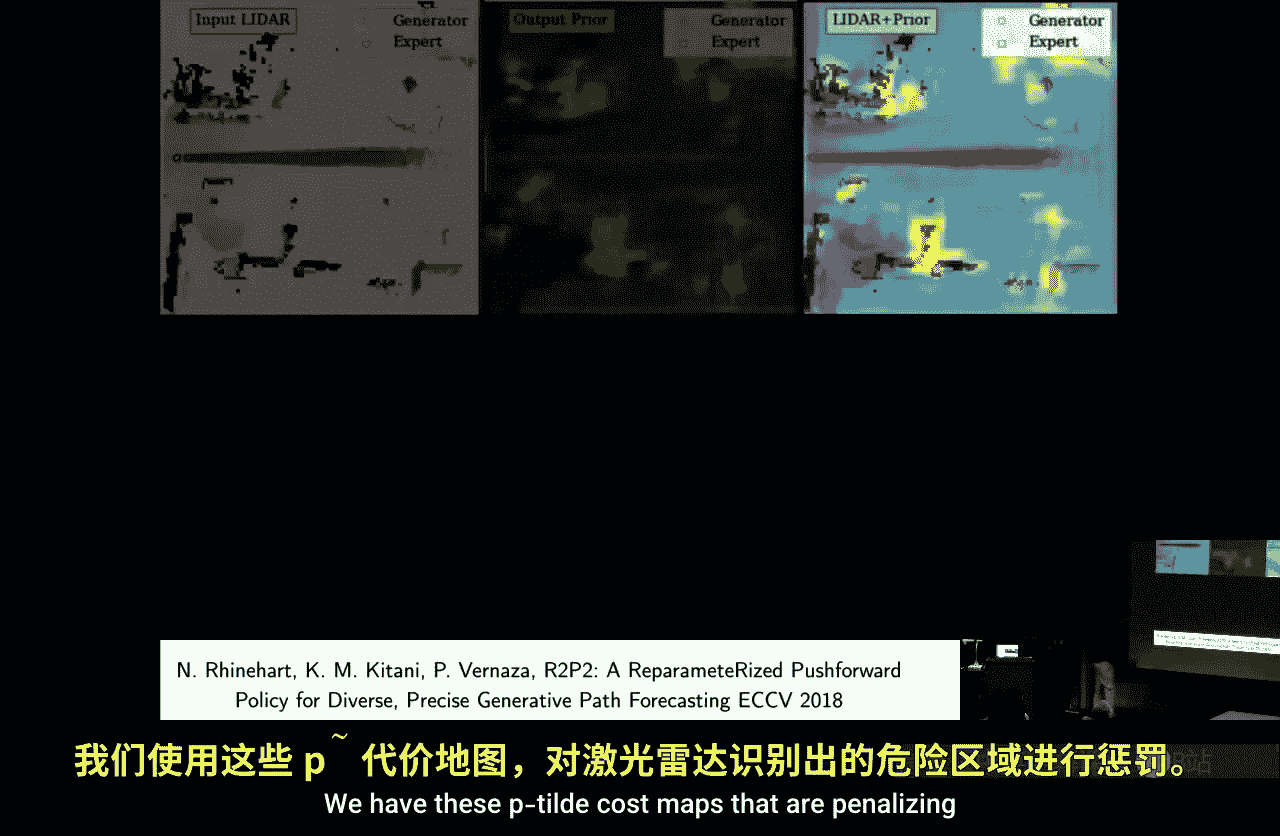 Input LIDAR
Generator
Expert
Output Prior
Generator
Expert
LIDAR+Prior
Generator
Expert
N. Rhinehart, K. M. Kitani, P. Vernaza, R2P2: A ReparameteRized Pushforward
Policy for Diverse, Precise Generative Path Forecasting ECCV 2018
我们使用这些 p~ 代价地图，对激光雷达识别出的危险区域进行惩罚。
We have these p-tilde cost maps that are penalizing